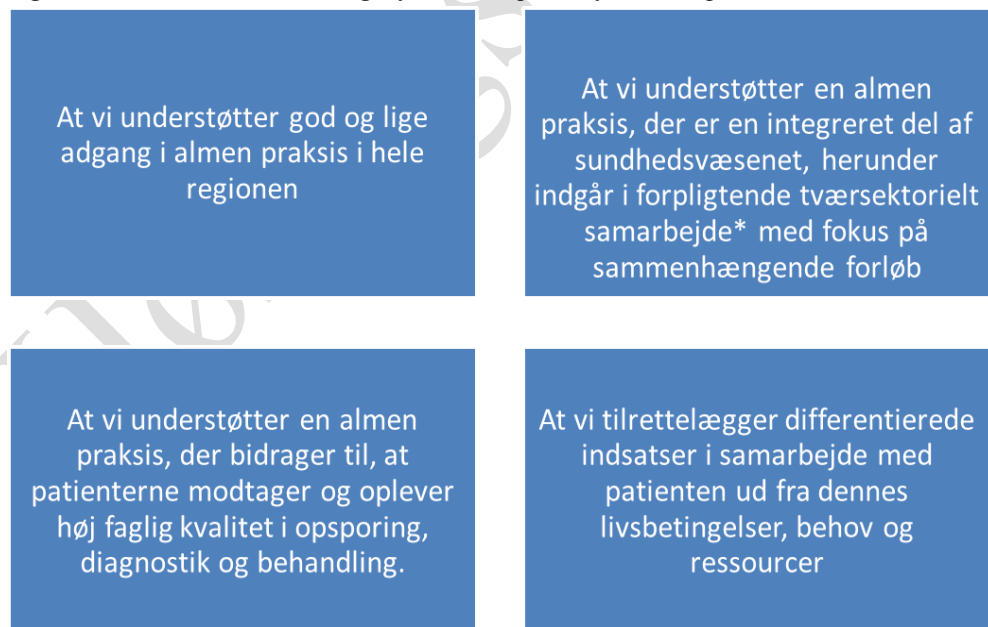 At vi understøtter god og lige
adgang i almen praksis i hele
regionen
At vi understøtter en almen
praksis, der er en integreret del af
sundhedsvæsenet, herunder
indgår i forpligtende tværsektorielt
samarbejde* med fokus på
sammenhængende forløb
At vi understøtter en almen
praksis, der bidrager til, at
patienterne modtager og oplever
høj faglig kvalitet i opsporing,
diagnostik og behandling.
At vi tilrettelægger differentierede
indsatser i samarbejde med
patienten ud fra dennes
livsbetingelser, behov og
ressourcer